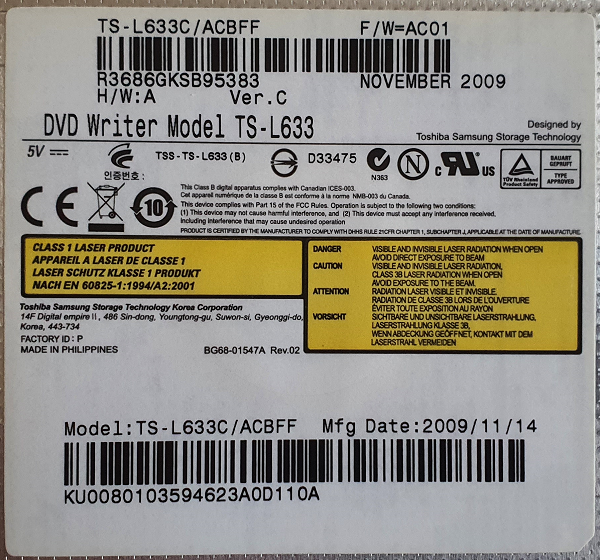 TS-L633C/ACBFF F/W=AC01
R3686GKSB95383 NOVEMBER 2009
H/W:A Ver.C
DVD Writer Model TS-L633
Designed by
Toshiba Samsung Storage Technology
5V
TSS-TS-L633 (B)
D33475
N363
N
c RU us
TÜVRheinland
Product Safety
BAUART
GEPRÜFT
TYPE
APPROVED
인증번호 :
CE
10
This Class B digital apparatus complies with Canadian ICES-003.
Cet appareil numérique de la classe B est conforme à la norme NMB-003 du Canada.
This device complies with Part 15 of the FCC Rules. Operation is subject to the following two conditions:
(1) This device may not cause harmful interference, and (2) This device must accept any interference received,
including interference that may cause undesired operation
PRODUCT IS CERTIFIED BY THE MANUFACTURER TO COMPLY WITH DHHS RULE 21CFR CHAPTER 1, SUBCHAPTER J, APPLICABLE AT THE DATE OF MANUFACTURE.
CLASS 1 LASER PRODUCT
APPAREIL A LASER DE CLASSE 1
LASER SCHUTZ KLASSE 1 PRODUKT
NACH EN 60825-1:1994/A2:2001
DANGER VISIBLE AND INVISIBLE LASER RADIATION WHEN OPEN
AVOID DIRECT EXPOSURE TO BEAM
CAUTION VISIBLE AND INVISIBLE LASER RADIATION,
CLASS 3B LASER RADIATION WHEN OPEN
AVOID EXPOSURE TO THE BEAM.
ATTENTION RADIATION LASER VISIBLE ET INVISIBLE.
RADIATION DE CLASSE 3B LORS DE L'OUVERTURE
ÉVITER TOUTE EXPOSITION AU RAYON
VORSICHT SICHTBARE UND UNSICHTBARE LASERSTRAHLUNG,
LASERSTRAHLUNG KLASSE 3B,
WENN ABDECKUNG GEÖFFNET, KONTAKT MIT DEM
LASERSTRAHL VERMEIDEN
Toshiba Samsung Storage Technology Korea Corporation
14F Digital empire II, 486 Sin-dong, Youngtong-gu, Suwon-si, Gyeonggi-do,
Korea, 443-734
FACTORY ID : P
MADE IN PHILIPPINES BG68-01547A Rev.02
Model:TS-L633C/ACBFF Mfg Date:2009/11/14
KU0080103594623A0D110A